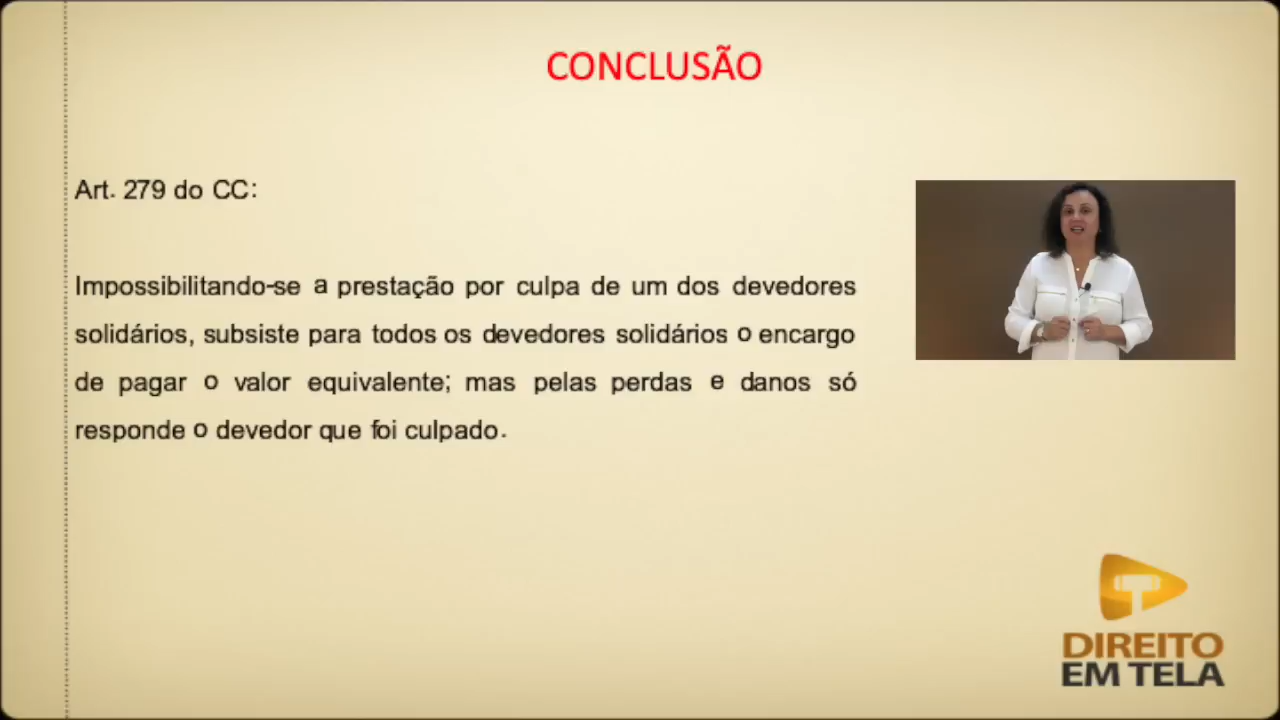 CONCLUSÃO
Art. 279 do CC:
Impossibilitando-se a prestação por culpa de um dos devedores
solidários, subsiste para todos os devedores solidários o encargo
de pagar o valor equivalente; mas pelas perdas e danos só
responde o devedor que foi culpado.
DIREITO
EM TELA